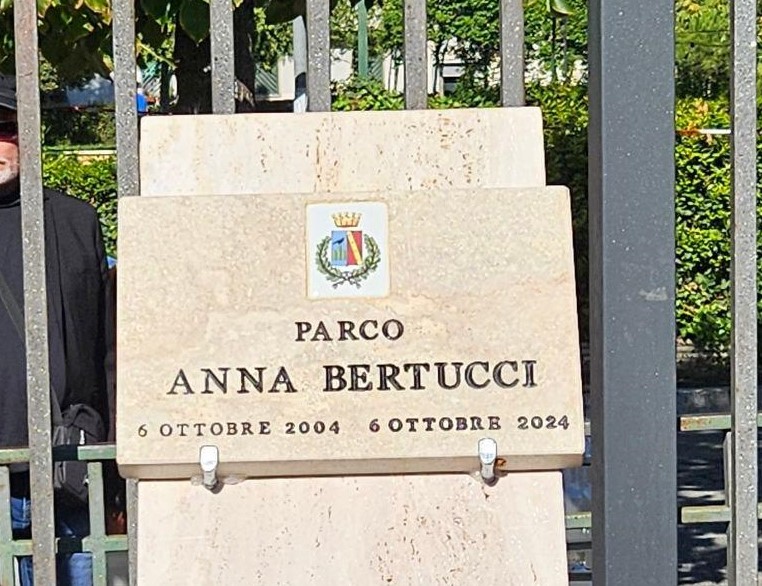 PARCO
ANNA BERTUCCI
6 OTTOBRE 2004 6 OTTOBRE 2024